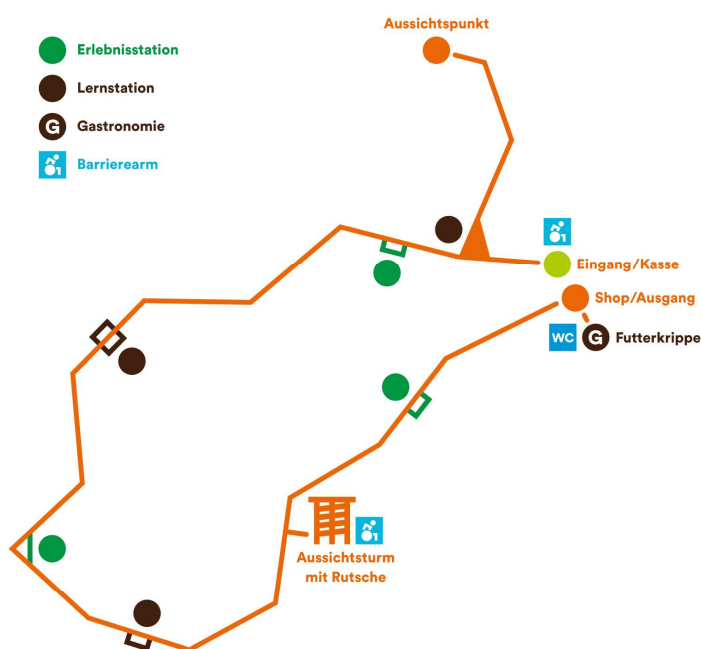 Aussichtspunkt
Erlebnisstation
Lernstation
G Gastronomie
Barrierearm
Eingang/Kasse
Shop/Ausgang
WC G Futterkrippe
Aussichtsturm
mit Rutsche